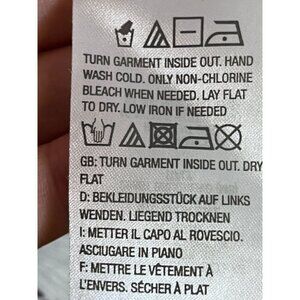 TURN GARMENT INSIDE OUT. HAND
WASH COLD. ONLY NON-CHLORINE
BLEACH WHEN NEEDED. LAY FLAT
TO DRY. LOW IRON IF NEEDED
GB: TURN GARMENT INSIDE OUT. DRY
FLAT
D: BEKLEIDUNGSSTÜCK AUF LINKS
WENDEN. LIEGEND TROCKNEN
I: METTER IL CAPO AL ROVESCIO.
ASCIUGARE IN PIANO
F: METTRE LE VÊTEMENT À
L'ENVERS. SÉCHER À PLAT